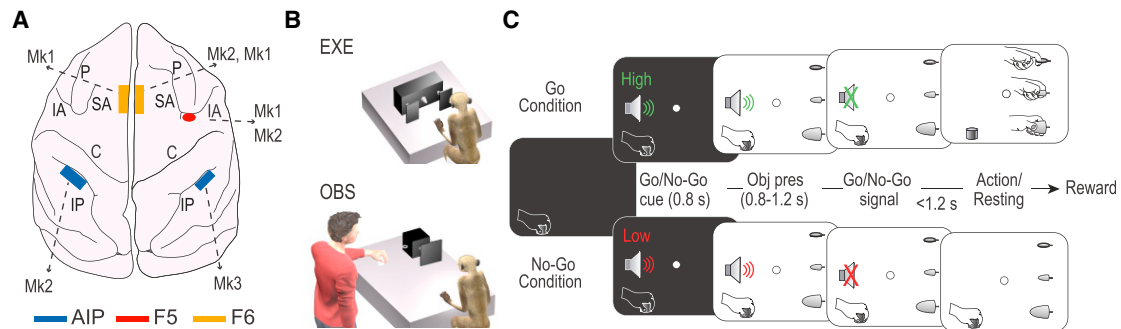 A
Mk1
Mk2, Mk1
P
P
SA
SA
IA
IA
Mk1
Mk2
C
C
IP
IP
Mk2
Mk3
AIP
F5
F6
B
EXE
OBS
C
Go
Condition
High
Go/No-Go
cue (0.8 s)
Obj pres
(0.8-1.2 s)
Go/No-Go
signal
<1.2 s
Action/
Resting
Reward
No-Go
Condition
Low